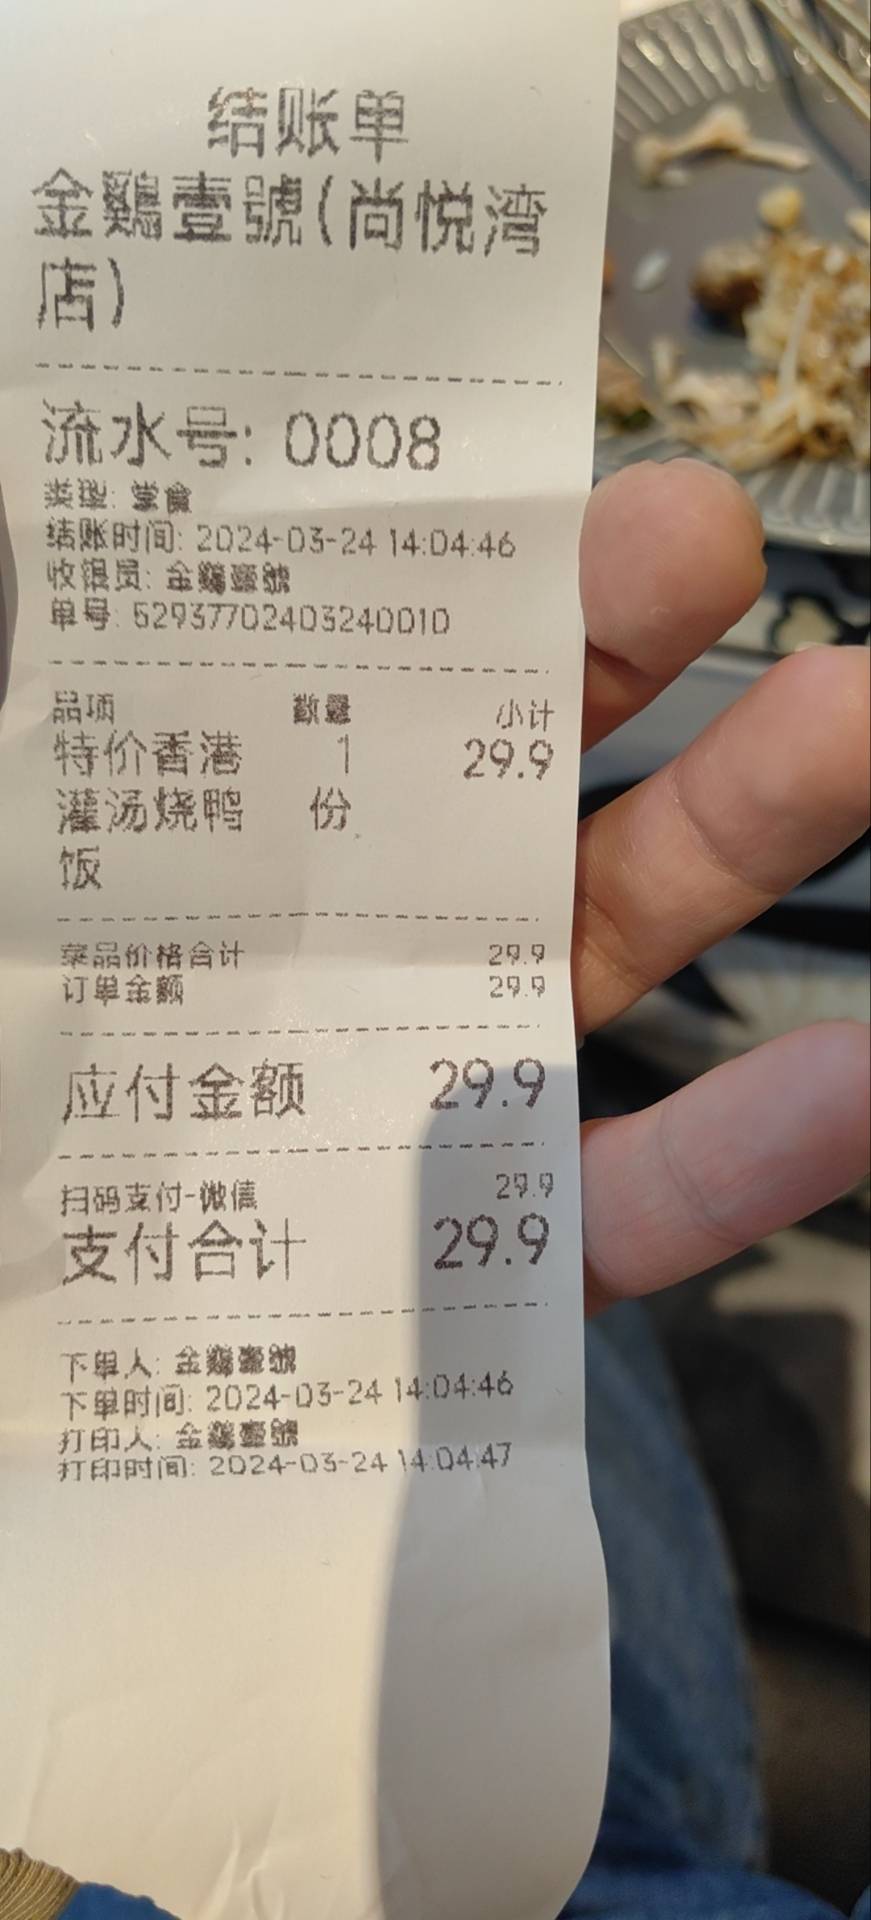 结账单
金鷄壹號(尚悦湾
店)
流水号: 0008
类型: 堂食
结账时间: 2024-03-24 14:04:46
收银员: 金鷄壹號
单号: 52937702403240010
品项 数量 小计
特价香港 1 29.9
灌汤烧鸭 份
饭
菜品价格合计 29.9
订单金额 29.9
应付金额 29.9
扫码支付-微信 29.9
支付合计 29.9
下单人: 金鷄壹號
下单时间: 2024-03-24 14:04:46
打印人: 金鷄壹號
打印时间: 2024-03-24 14:04:47